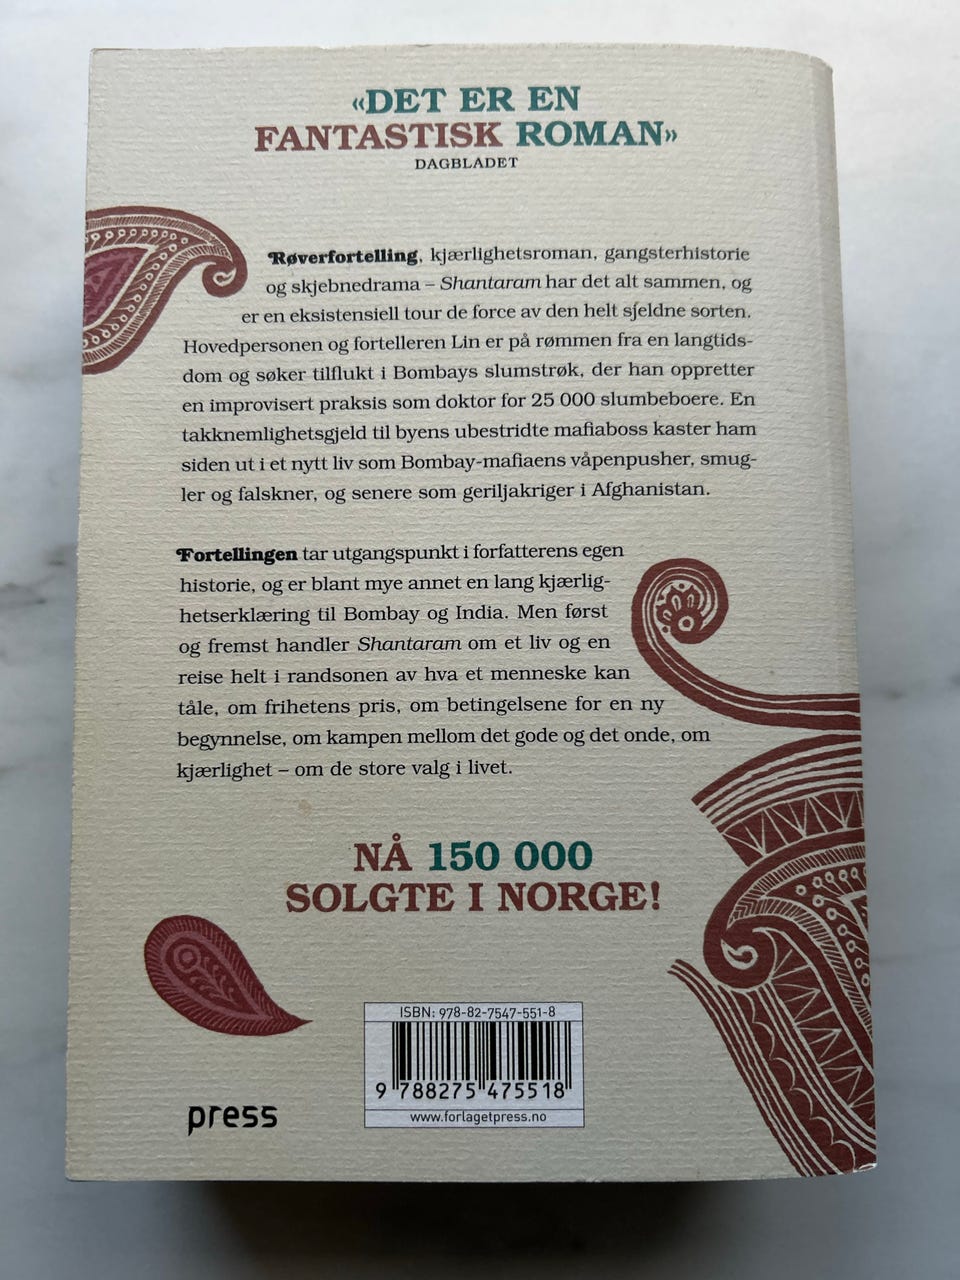 «DET ER EN
FANTASTISK ROMAN»
DAGBLADET
Røverfortelling, kjærlighetsroman, gangsterhistorie
og skjebnedrama – Shantaram har det alt sammen, og
er en eksistensiell tour de force av den helt sjeldne sorten.
Hovedpersonen og fortelleren Lin er på rømmen fra en langtids-
dom og søker tilflukt i Bombays slumstrøk, der han oppretter
en improvisert praksis som doktor for 25 000 slumbeboere. En
takknemlighetsgjeld til byens ubestridte mafiaboss kaster ham
siden ut i et nytt liv som Bombay-mafiaens våpenpusher, smug-
ler og falskner, og senere som geriljakriger i Afghanistan.
Fortellingen tar utgangspunkt i forfatterens egen
historie, og er blant mye annet en lang kjærlig-
hetserklæring til Bombay og India. Men først
og fremst handler Shantaram om et liv og en
reise helt i randsonen av hva et menneske kan
tåle, om frihetens pris, om betingelsene for en ny
begynnelse, om kampen mellom det gode og det onde, om
kjærlighet – om de store valg i livet.
NÅ 150 000
SOLGTE I NORGE!
ISBN: 978-82-7547-551-8
9 788275 475518
www.forlagetpress.no
press